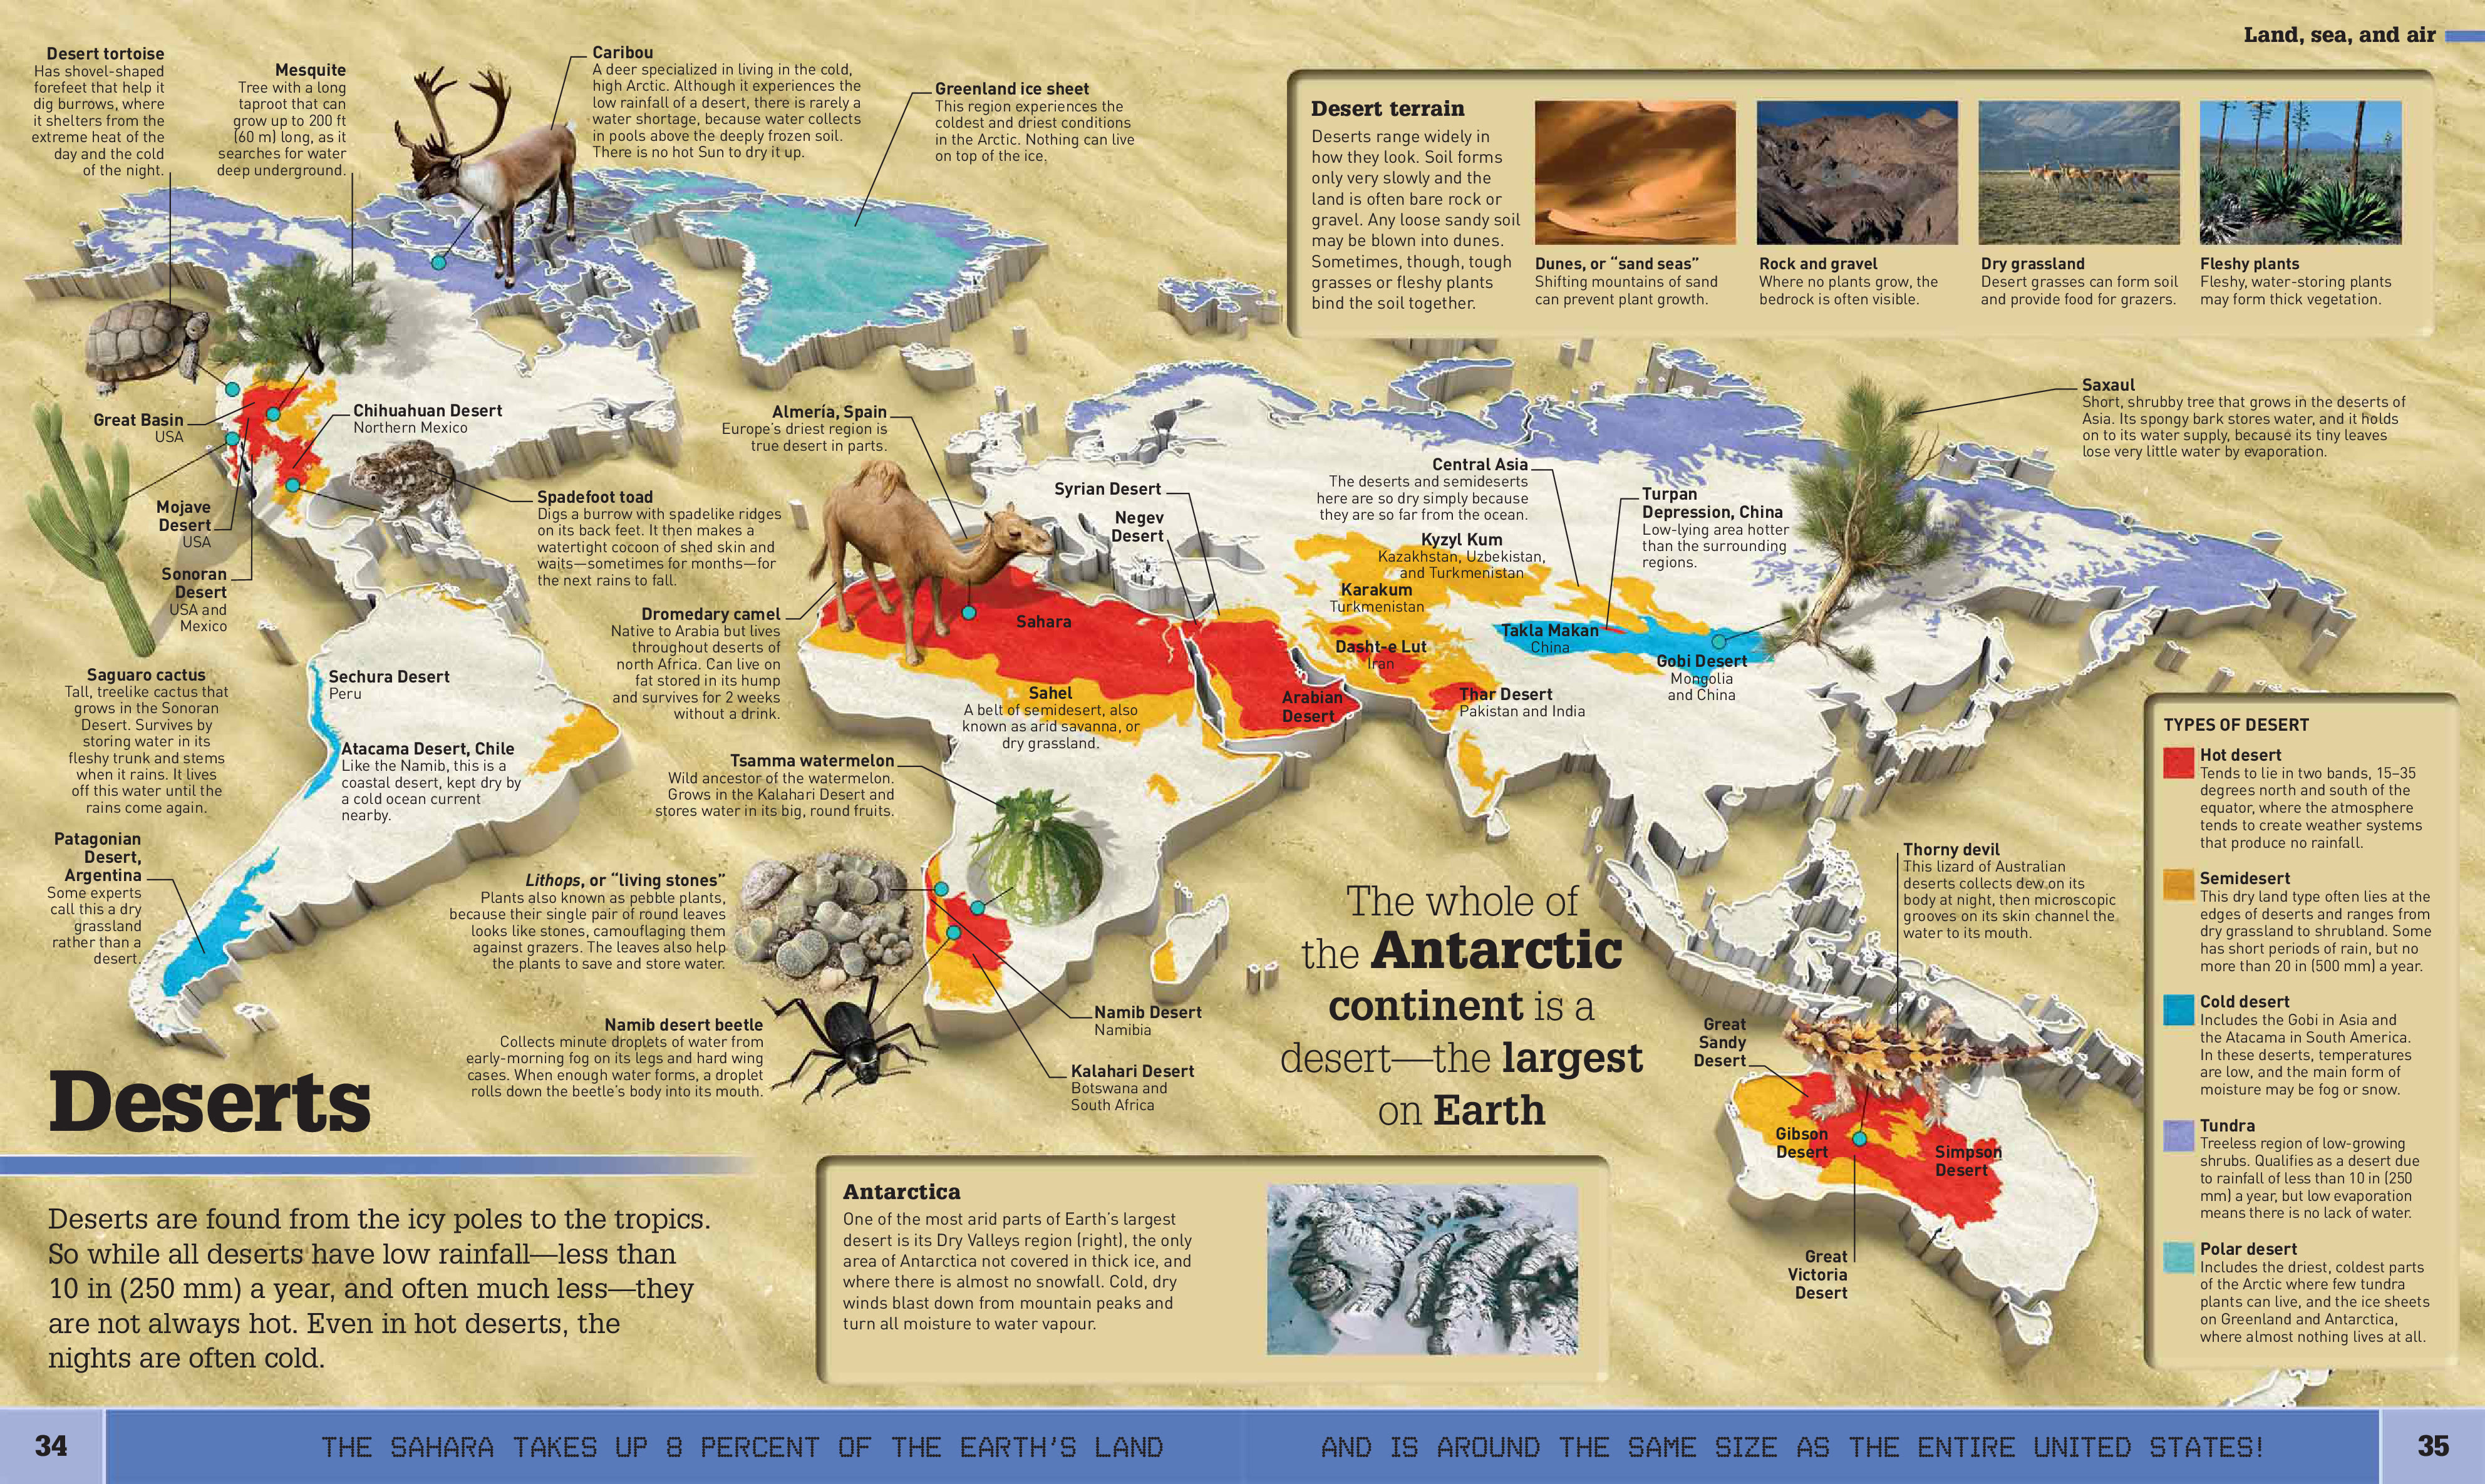 Land, sea, and air
Desert tortoise
Has shovel-shaped
forefeet that help it
dig burrows, where
it shelters from the
extreme heat of the
day and the cold
of the night.
Mesquite
Tree with a long
taproot that can
grow up to 200 ft
(60 m) long, as it
searches for water
deep underground.
Caribou
A deer specialized in living in the cold,
high Arctic. Although it experiences the
low rainfall of a desert, there is rarely a
water shortage, because water collects
in pools above the deeply frozen soil.
There is no hot Sun to dry it up.
Greenland ice sheet
This region experiences the
coldest and driest conditions
in the Arctic. Nothing can live
on top of the ice.
Desert terrain
Deserts range widely in
how they look. Soil forms
only very slowly and the
land is often bare rock or
gravel. Any loose sandy soil
may be blown into dunes.
Sometimes, though, tough
grasses or fleshy plants
bind the soil together.
Dunes, or “sand seas”
Shifting mountains of sand
can prevent plant growth.
Rock and gravel
Where no plants grow, the
bedrock is often visible.
Dry grassland
Desert grasses can form soil
and provide food for grazers.
Fleshy plants
Fleshy, water-storing plants
may form thick vegetation.
Great Basin
USA
Chihuahuan Desert
Northern Mexico
Mojave
Desert
USA
Sonoran
Desert
USA and
Mexico
Spadefoot toad
Digs a burrow with spadelike ridges
on its back feet. It then makes a
watertight cocoon of shed skin and
waits—sometimes for months—for
the next rains to fall.
Almería, Spain
Europe's driest region is
true desert in parts.
Syrian Desert
Negev
Desert
Central Asia
The deserts and semideserts
here are so dry simply because
they are so far from the ocean.
Kyzyl Kum
Kazakhstan, Uzbekistan,
and Turkmenistan
Karakum
Turkmenistan
Turpan
Depression, China
Low-lying area hotter
than the surrounding
regions.
Saxaul
Short, shrubby tree that grows in the deserts of
Asia. Its spongy bark stores water, and it holds
on to its water supply, because its tiny leaves
lose very little water by evaporation.
Dromedary camel
Native to Arabia but lives
throughout deserts of
north Africa. Can live on
fat stored in its hump
and survives for 2 weeks
without a drink.
Sahara
Sahel
A belt of semidesert, also
known as arid savanna, or
dry grassland.
Dasht-e Lut
Iran
Arabian
Desert
Thar Desert
Pakistan and India
Takla Makan
China
Gobi Desert
Mongolia
and China
Saguaro cactus
Tall, treelike cactus that
grows in the Sonoran
Desert. Survives by
storing water in its
fleshy trunk and stems
when it rains. It lives
off this water until the
rains come again.
Sechura Desert
Peru
Atacama Desert, Chile
Like the Namib, this is a
coastal desert, kept dry by
a cold ocean current
nearby.
Patagonian
Desert,
Argentina
Some experts
call this a dry
grassland
rather than a
desert.
Tsamma watermelon
Wild ancestor of the watermelon.
Grows in the Kalahari Desert and
stores water in its big, round fruits.
Lithops, or “living stones”
Plants also known as pebble plants,
because their single pair of round leaves
looks like stones, camouflaging them
against grazers. The leaves also help
the plants to save and store water.
Namib desert beetle
Collects minute droplets of water from
early-morning fog on its legs and hard wing
cases. When enough water forms, a droplet
rolls down the beetle's body into its mouth.
Namib Desert
Namibia
Kalahari Desert
Botswana and
South Africa
The whole of
the Antarctic
continent is a
desert—the largest
on Earth
Thorny devil
This lizard of Australian
deserts collects dew on its
body at night, then microscopic
grooves on its skin channel the
water to its mouth.
Great
Sandy
Desert
Gibson
Desert
Simpson
Desert
Great
Victoria
Desert
TYPES OF DESERT
Hot desert
Tends to lie in two bands, 15–35
degrees north and south of the
equator, where the atmosphere
tends to create weather systems
that produce no rainfall.
Semidesert
This dry land type often lies at the
edges of deserts and ranges from
dry grassland to shrubland. Some
has short periods of rain, but no
more than 20 in (500 mm) a year.
Cold desert
Includes the Gobi in Asia and
the Atacama in South America.
In these deserts, temperatures
are low, and the main form of
moisture may be fog or snow.
Tundra
Treeless region of low-growing
shrubs. Qualifies as a desert due
to rainfall of less than 10 in (250
mm) a year, but low evaporation
means there is no lack of water.
Polar desert
Includes the driest, coldest parts
of the Arctic where few tundra
plants can live, and the ice sheets
on Greenland and Antarctica,
where almost nothing lives at all.
Deserts
Deserts are found from the icy poles to the tropics.
So while all deserts have low rainfall—less than
10 in (250 mm) a year, and often much less—they
are not always hot. Even in hot deserts, the
nights are often cold.
Antarctica
One of the most arid parts of Earth's largest
desert is its Dry Valleys region (right), the only
area of Antarctica not covered in thick ice, and
where there is almost no snowfall. Cold, dry
winds blast down from mountain peaks and
turn all moisture to water vapour.
34
THE SAHARA TAKES UP 8 PERCENT OF THE EARTH'S LAND
AND IS AROUND THE SAME SIZE AS THE ENTIRE UNITED STATES!
35